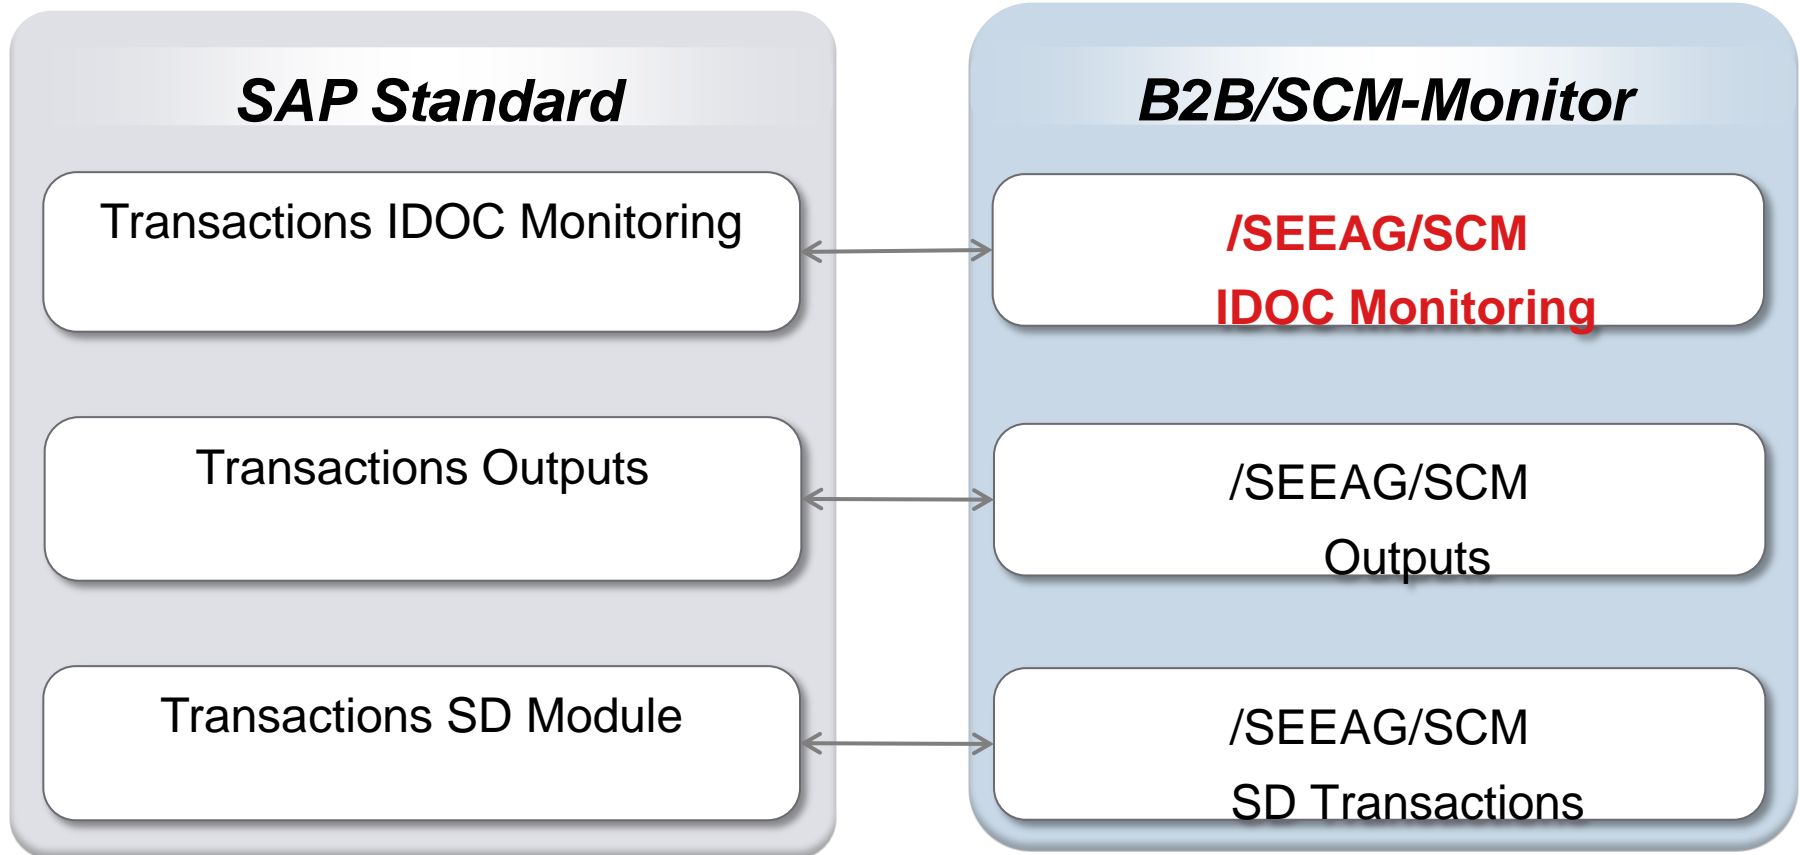 SAP Standard
Transactions IDOC Monitoring
Transactions Outputs
Transactions SD Module
B2B/SCM-Monitor
/SEEAG/SCM
IDOC Monitoring
/SEEAG/SCM
Outputs
/SEEAG/SCM
SD Transactions